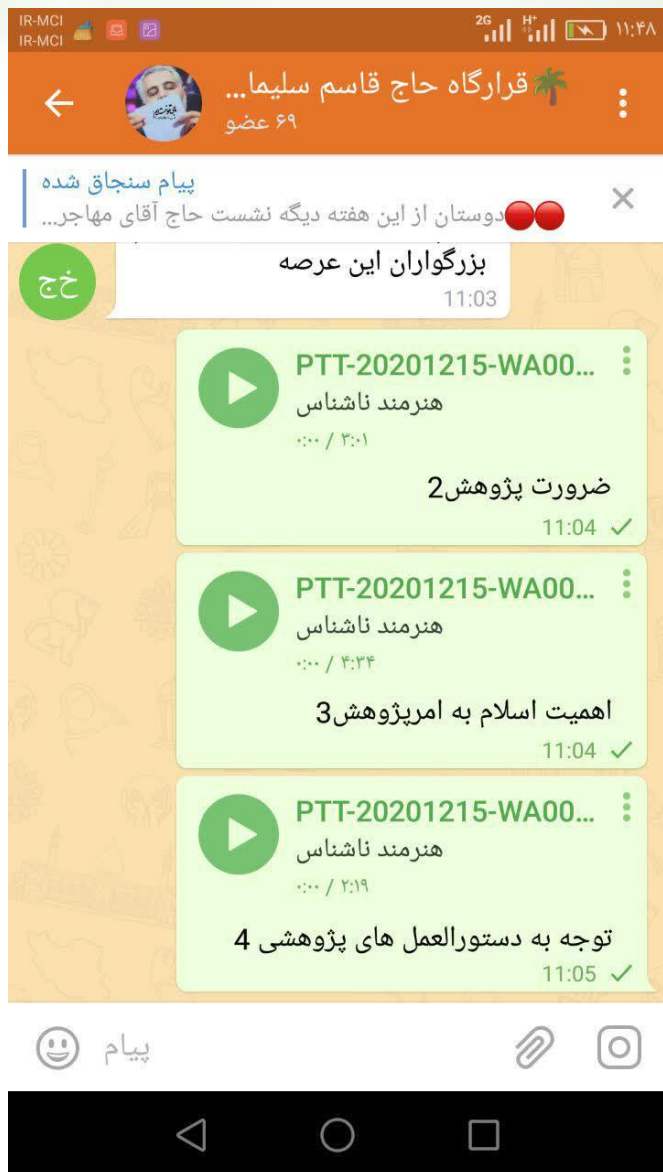 IR-MCI
IR-MCI
2G H+ ۱۱:۴۸
قرارگاه حاج قاسم سلیما...
۶۹ عضو
پیام سنجاق شده
دوستان از این هفته دیگه نشست حاج آقای مهاجر...
بزرگواران این عرصه
11:03
خج
PTT-20201215-WA00...
هنرمند ناشناس
۰:۰۰ / ۳:۰۱
ضرورت پژوهش2
11:04
PTT-20201215-WA00...
هنرمند ناشناس
۰:۰۰ / ۴:۳۴
اهمیت اسلام به امرپژوهش3
11:04
PTT-20201215-WA00...
هنرمند ناشناس
۰:۰۰ / ۲:۱۹
توجه به دستورالعمل های پژوهشی 4
11:05
پیام